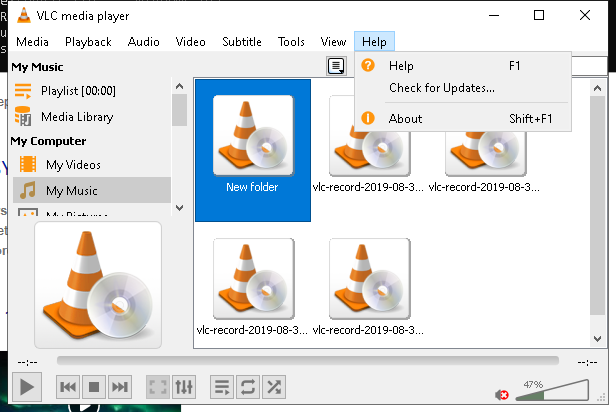 VLC media player
Media Playback Audio Video Subtitle Tools View Help
My Music
Playlist [00:00]
Media Library
My Computer
My Videos
My Music
My Pictures
Help F1
Check for Updates...
About Shift+F1
New folder
vlc-record-2019-08-3...
vlc-record-2019-08-3...
vlc-record-2019-08-3...
vlc-record-2019-08-3...
--:-- --:--
47%